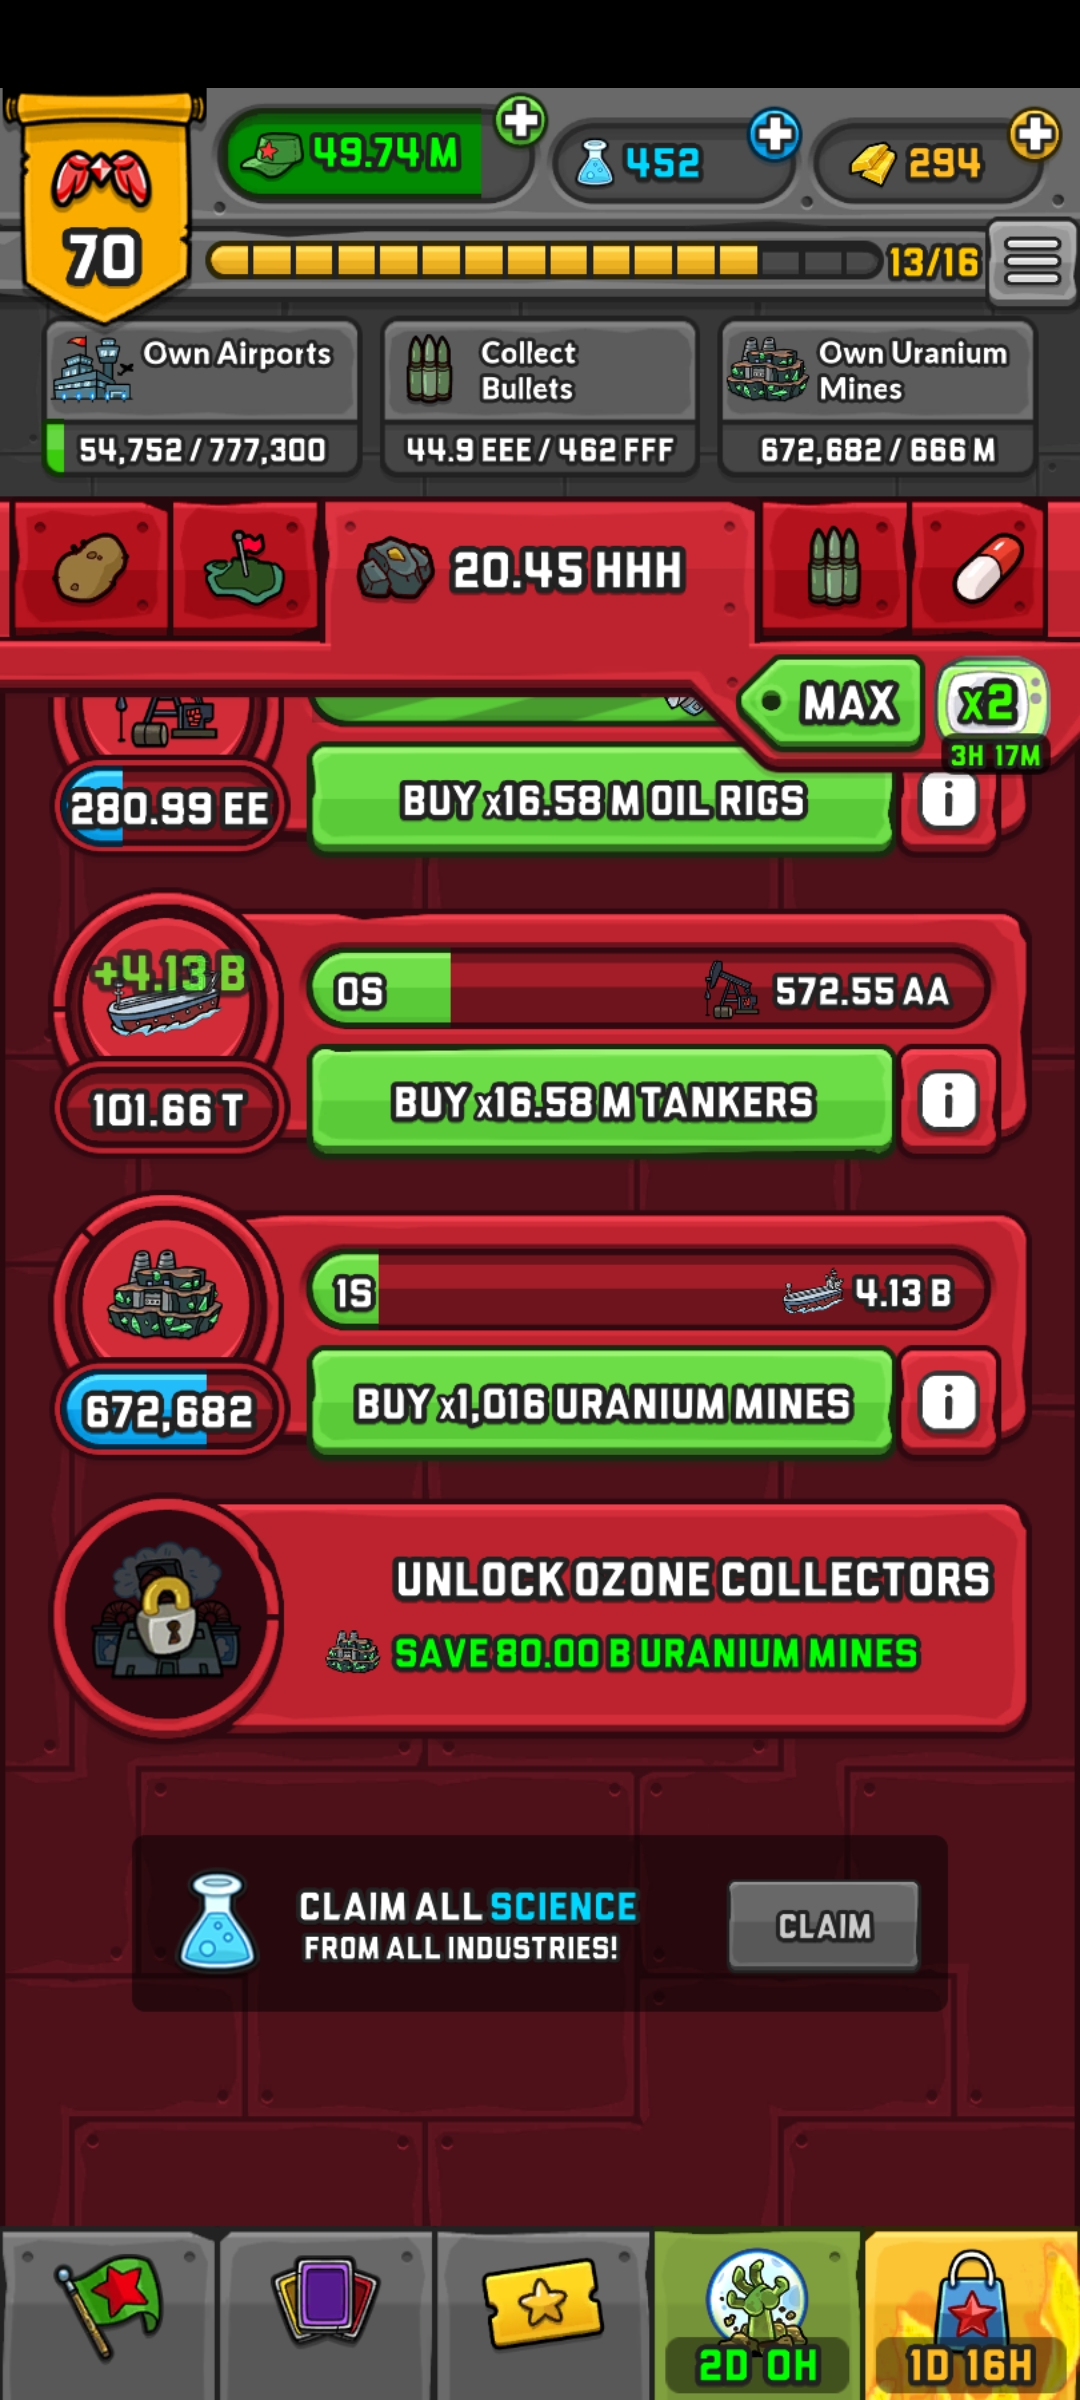 49.74 M
452
294
70
13/16
Own Airports
54,752 / 777,300
Collect
Bullets
44.9 EEE / 462 FFF
Own Uranium
Mines
672,682 / 666 M
20.45 HHH
MAX
x2
3H 17M
280.99 EE
BUY x16.58 M OIL RIGS
i
+4.13 B
0S
572.55 AA
101.66 T
BUY x16.58 M TANKERS
i
1S
4.13 B
672,682
BUY x1,016 URANIUM MINES
i
UNLOCK OZONE COLLECTORS
SAVE 80.00 B URANIUM MINES
CLAIM ALL SCIENCE
FROM ALL INDUSTRIES!
CLAIM
2D 0H
1D 16H